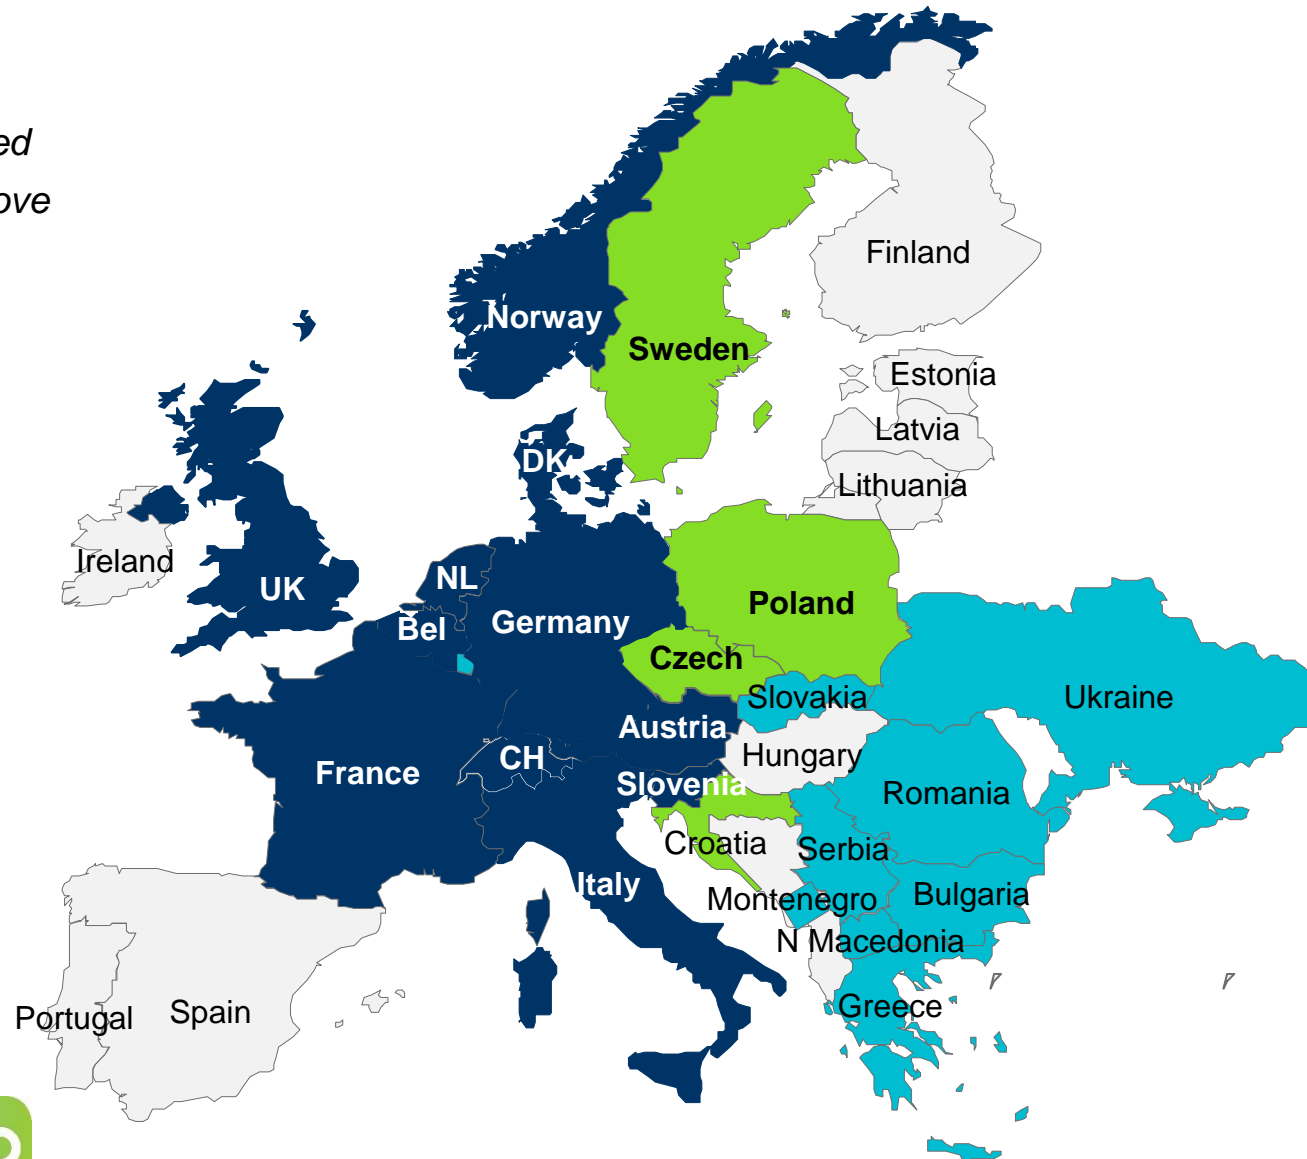 ed
ove
Finland
Norway
Sweden
Estonia
Latvia
DK
Lithuania
Ireland
NL
UK
Poland
Germany
Bel
Czech
Slovakia
Ukraine
Austria
Hungary
CH
France
Slovenia
Romania
Croatia
Serbia
Italy
Montenegro
Bulgaria
N Macedonia
Greece
Spain
Portugal